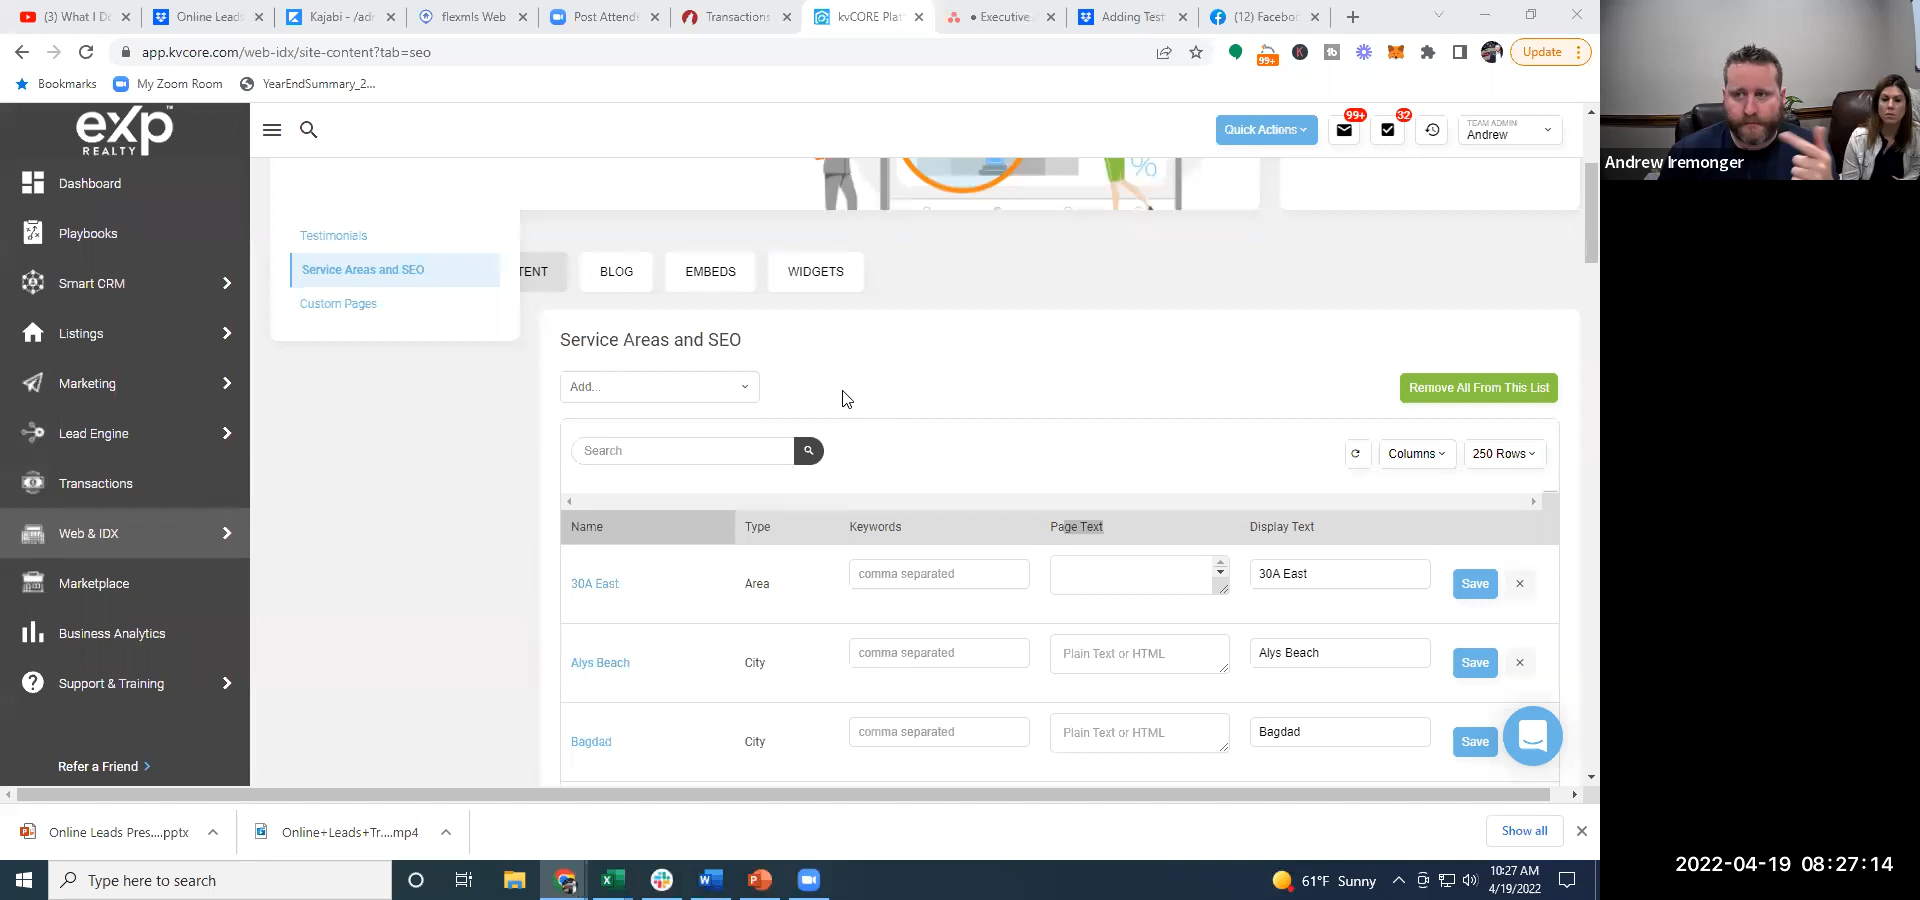 (3) What I Do
Online Leads
Kajabi - /adr
flexmls Web
Post Attend
Transactions
kvCORE Plat
● Executive
Adding Test
(12) Facebo
app.kvcore.com/web-idx/site-content?tab=seo
99+
Update
Bookmarks
My Zoom Room
YearEndSummary_2...
eXp
REALTY
Quick Actions
99+
32
TEAM ADMIN
Andrew
Andrew Iremonger
Dashboard
Playbooks
Smart CRM
Listings
Marketing
Lead Engine
Transactions
Web & IDX
Marketplace
Business Analytics
Support & Training
Refer a Friend >
%
Testimonials
Service Areas and SEO
Custom Pages
TENT
BLOG
EMBEDS
WIDGETS
Service Areas and SEO
Add...
Remove All From This List
Search
Columns
250 Rows
Name
Type
Keywords
Page Text
Display Text
30A East
Area
comma separated
30A East
Save
×
Alys Beach
City
comma separated
Plain Text or HTML
Alys Beach
Save
×
Bagdad
City
comma separated
Plain Text or HTML
Bagdad
Save
×
Online Leads Pres....pptx
Online+Leads+Tr....mp4
Show all
Type here to search
61°F Sunny
10:27 AM
4/19/2022
2022-04-19 08:27:14